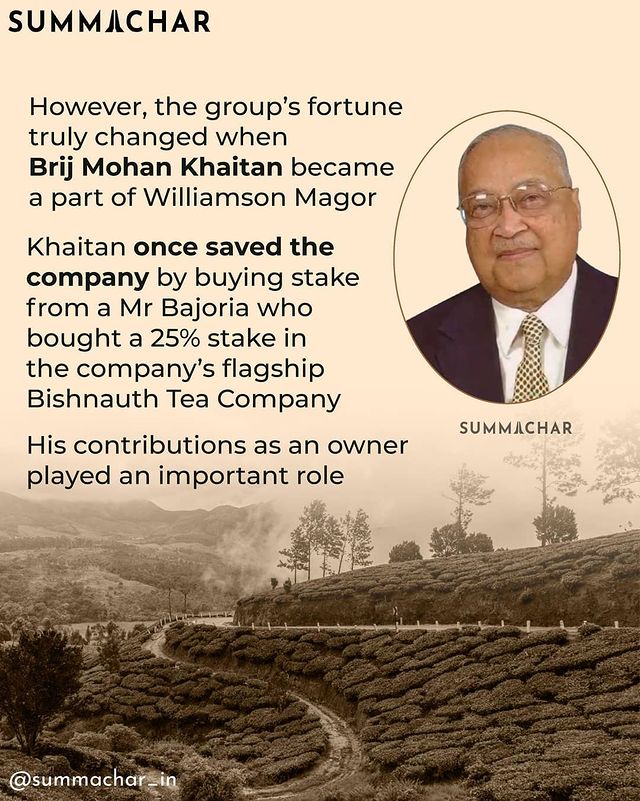 SUMMACHAR
However, the group's fortune
truly changed when
Brij Mohan Khaitan became
a part of Williamson Magor
Khaitan once saved the
company by buying stake
from a Mr Bajoria who
bought a 25% stake in
the company's flagship
Bishnauth Tea Company
SUMMACHAR
His contributions as an owner
played an important role
@summachar_in